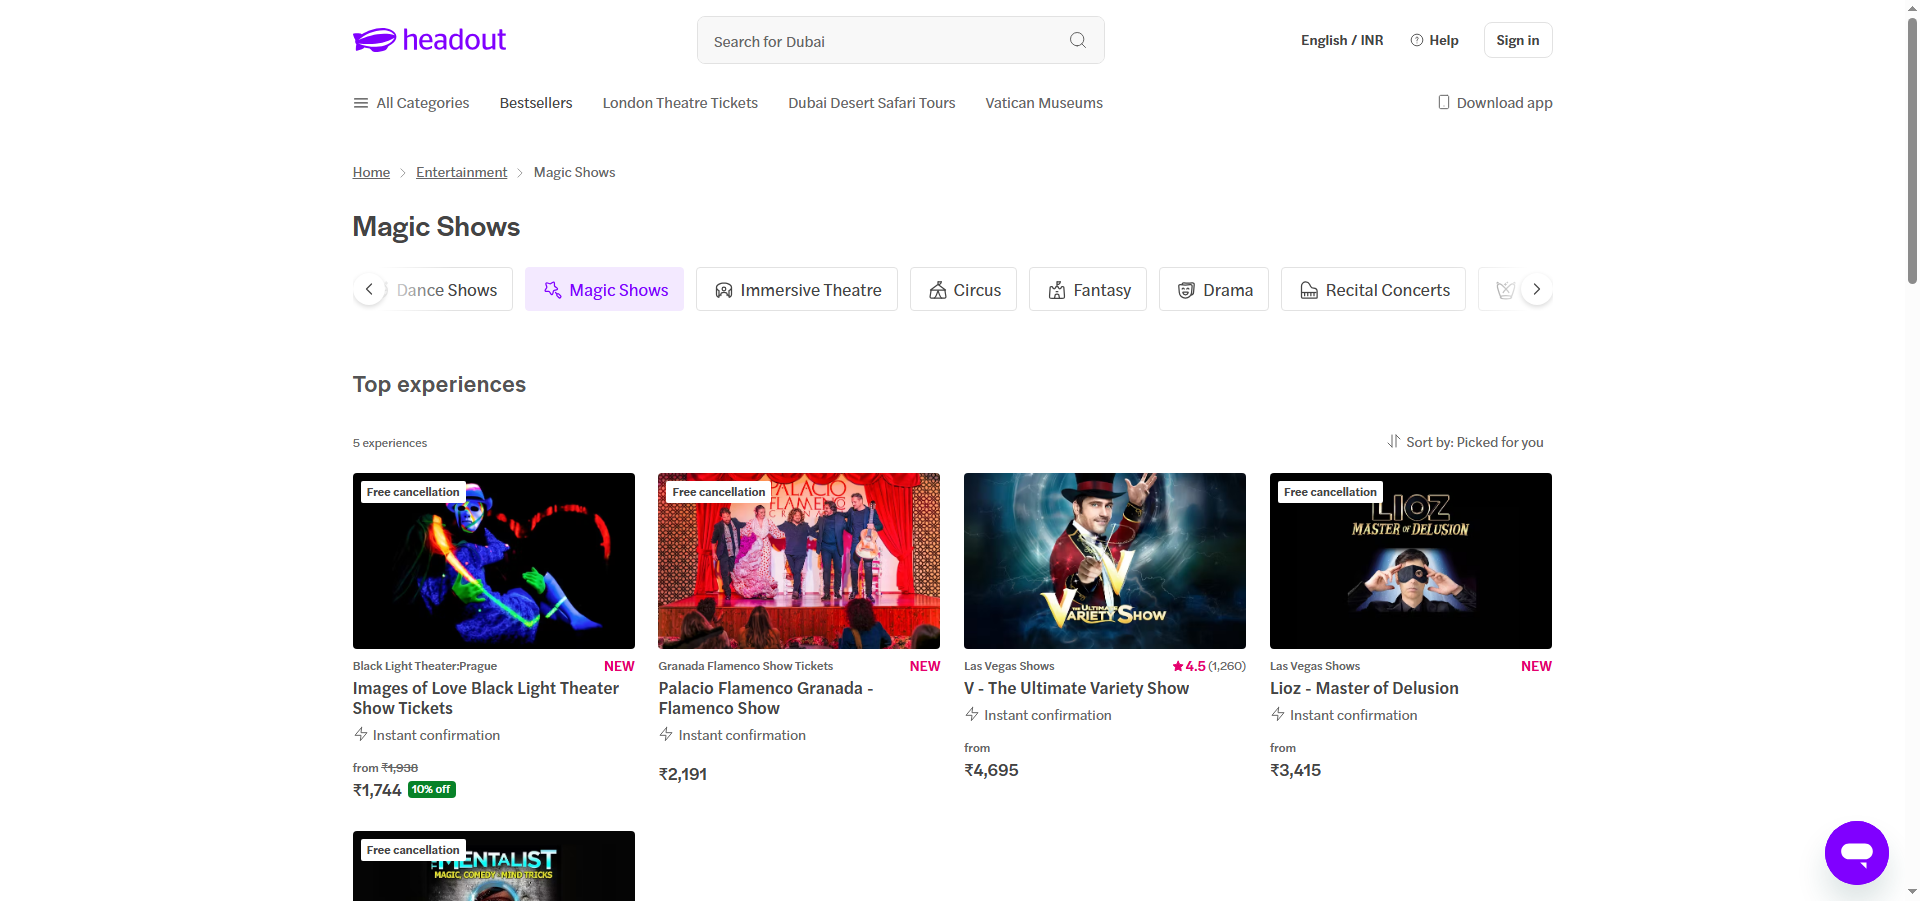 headout
Search for Dubai
English / INR
Help
Sign in
All Categories
Bestsellers
London Theatre Tickets
Dubai Desert Safari Tours
Vatican Museums
Download app
Home
Entertainment
Magic Shows
Magic Shows
Dance Shows
Magic Shows
Immersive Theatre
Circus
Fantasy
Drama
Recital Concerts
Top experiences
5 experiences
Sort by: Picked for you
Free cancellation
Black Light Theater:Prague
NEW
Images of Love Black Light Theater
Show Tickets
Instant confirmation
from ₹1,938
₹1,744 10% off
Free cancellation
PALACIO
FLAMENCO
GRANADA
Granada Flamenco Show Tickets
NEW
Palacio Flamenco Granada -
Flamenco Show
Instant confirmation
₹2,191
V
THE ULTIMATE
VARIETY SHOW
Las Vegas Shows
4.5 (1,260)
V - The Ultimate Variety Show
Instant confirmation
from
₹4,695
Free cancellation
LIOZ
MASTER OF DELUSION
Las Vegas Shows
NEW
Lioz - Master of Delusion
Instant confirmation
from
₹3,415
Free cancellation
MENTALIST
MAGIC, COMEDY & MIND TRICKS